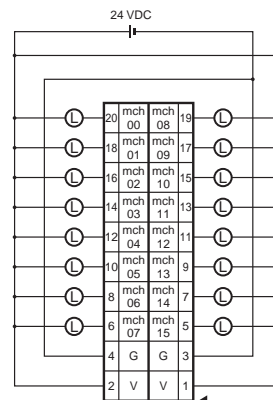 24 VDC
L 20 mch 00 mch 08 19 L
L 18 mch 01 mch 09 17 L
L 16 mch 02 mch 10 15 L
L 14 mch 03 mch 11 13 L
L 12 mch 04 mch 12 11 L
L 10 mch 05 mch 13 9 L
L 8 mch 06 mch 14 7 L
L 6 mch 07 mch 15 5 L
4 G G 3
2 V V 1